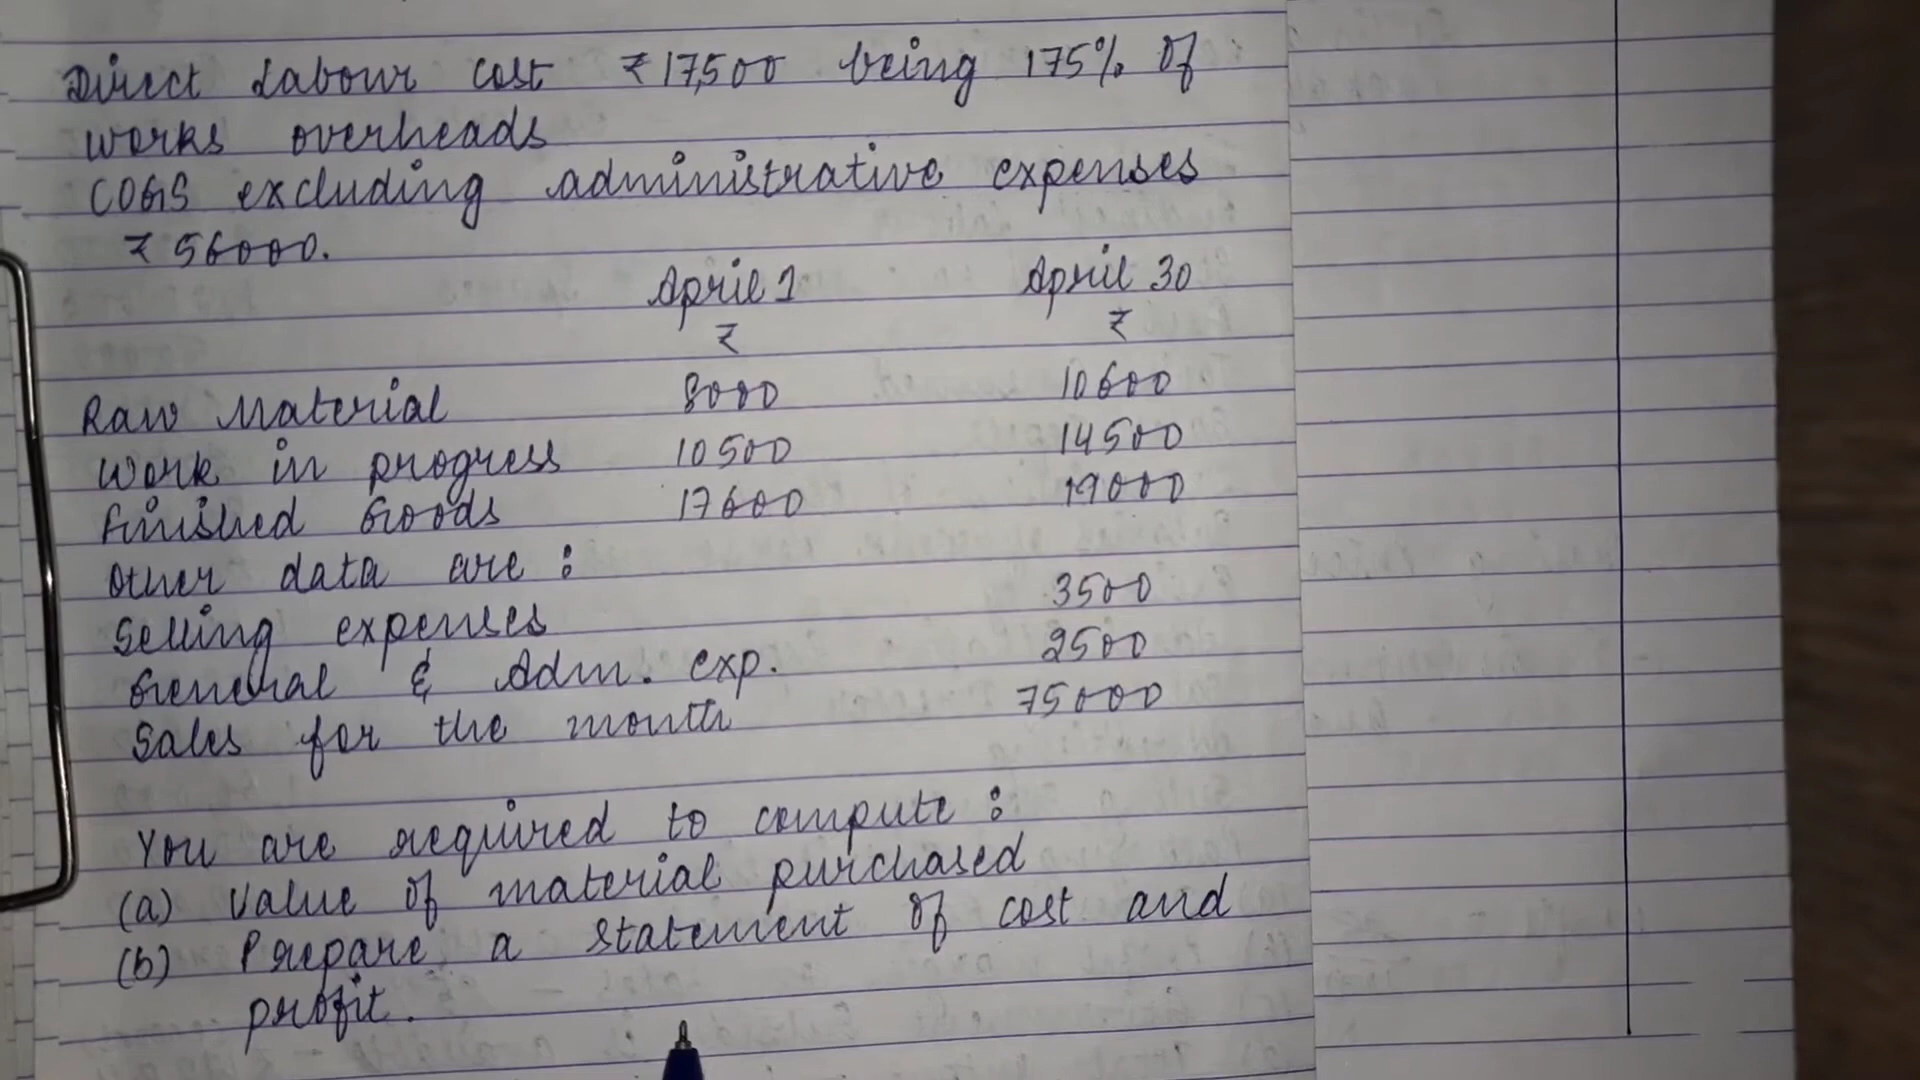 Direct Labour cost ₹17,500 being 175% of
works overheads
COGS excluding administrative expenses
₹ 56000.
April 1 April 30
₹ ₹
Raw Material 8000 10600
Work in progress 10500 14500
Finished Goods 17600 19000
Other data are :
Selling expenses 3500
General & Adm. exp. 2500
Sales for the month 75000
You are required to compute :
(a) Value of material purchased
(b) Prepare a statement of cost and
profit.